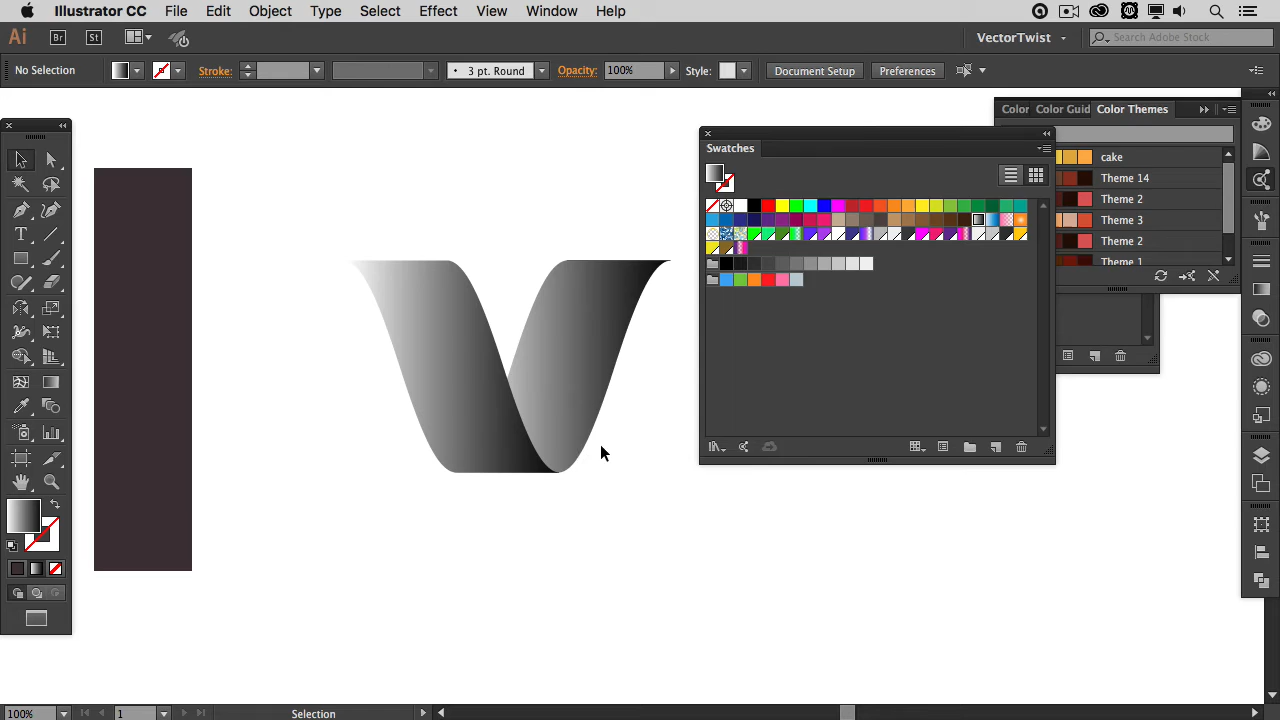 Illustrator CC File Edit Object Type Select Effect View Window Help
Ai Br St VectorTwist Search Adobe Stock
No Selection Stroke: 3 pt. Round Opacity: 100% Style: Document Setup Preferences
Color Color Guid Color Themes
Swatches
cake
Theme 14
Theme 2
Theme 3
Theme 2
Theme 1
T
100% 1 Selection